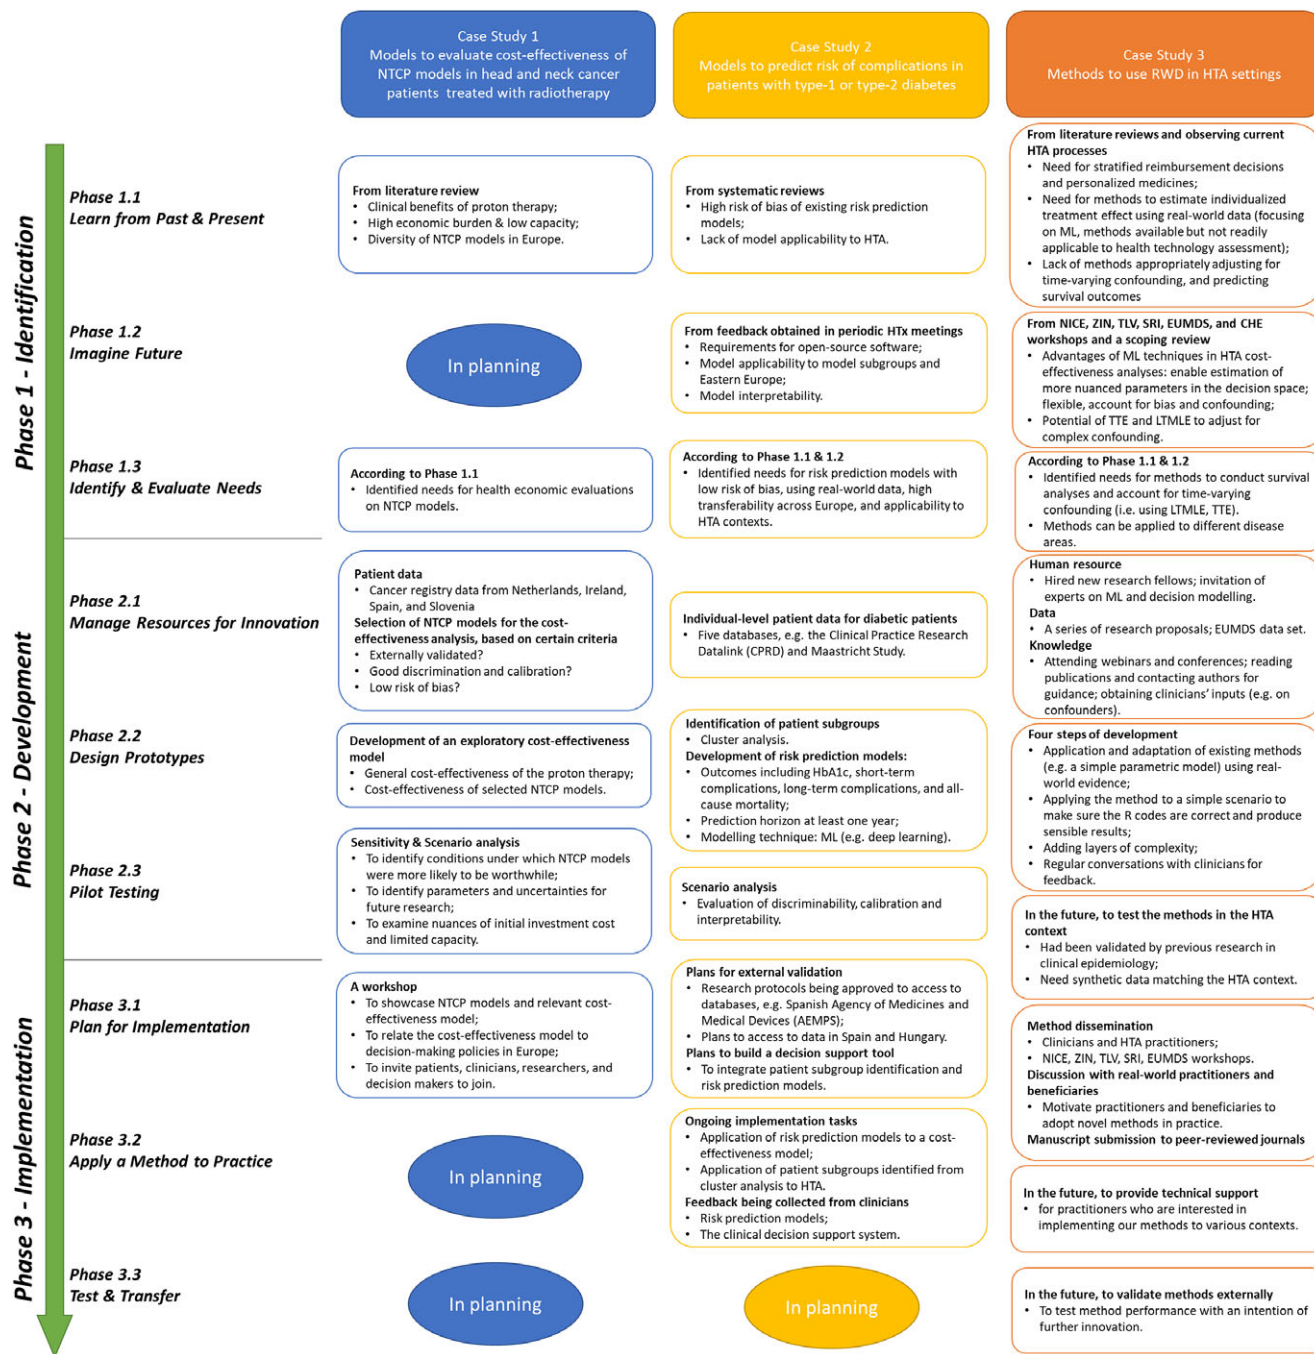 Case Study 1
Models to evaluate cost-effectiveness of
NTCP models in head and neck cancer
patients treated with radiotherapy
Case Study 2
Models to predict risk of complications in
patients with type-1 or type-2 diabetes
Case Study 3
Methods to use RWD in HTA settings
Phase 1 - Identification
Phase 1.1
Learn from Past & Present
From literature review
• Clinical benefits of proton therapy;
• High economic burden & low capacity;
• Diversity of NTCP models in Europe.
From systematic reviews
• High risk of bias of existing risk prediction
models;
• Lack of model applicability to HTA.
From literature reviews and observing current
HTA processes
• Need for stratified reimbursement decisions
and personalized medicines;
• Need for methods to estimate individualized
treatment effect using real-world data (focusing
on ML, methods available but not readily
applicable to health technology assessment);
• Lack of methods appropriately adjusting for
time-varying confounding, and predicting
survival outcomes
Phase 1.2
Imagine Future
In planning
From feedback obtained in periodic HTx meetings
• Requirements for open-source software;
• Model applicability to model subgroups and
Eastern Europe;
• Model interpretability.
From NICE, ZIN, TLV, SRI, EUMDS, and CHE
workshops and a scoping review
• Advantages of ML techniques in HTA cost-
effectiveness analyses: enable estimation of
more nuanced parameters in the decision space;
flexible, account for bias and confounding;
• Potential of TTE and LTMLE to adjust for
complex confounding.
Phase 1.3
Identify & Evaluate Needs
According to Phase 1.1
• Identified needs for health economic evaluations
on NTCP models.
According to Phase 1.1 & 1.2
• Identified needs for risk prediction models with
low risk of bias, using real-world data, high
transferability across Europe, and applicability to
HTA contexts.
According to Phase 1.1 & 1.2
• Identified needs for methods to conduct survival
analyses and account for time-varying
confounding (i.e. using LTMLE, TTE).
• Methods can be applied to different disease
areas.
Phase 2 - Development
Phase 2.1
Manage Resources for Innovation
Patient data
• Cancer registry data from Netherlands, Ireland,
Spain, and Slovenia
Selection of NTCP models for the cost-
effectiveness analysis, based on certain criteria
• Externally validated?
• Good discrimination and calibration?
• Low risk of bias?
Individual-level patient data for diabetic patients
• Five databases, e.g. the Clinical Practice Research
Datalink (CPRD) and Maastricht Study.
Human resource
• Hired new research fellows; invitation of
experts on ML and decision modelling.
Data
• A series of research proposals; EUMDS data set.
Knowledge
• Attending webinars and conferences; reading
publications and contacting authors for
guidance; obtaining clinicians' inputs (e.g. on
confounders).
Phase 2.2
Design Prototypes
Development of an exploratory cost-effectiveness
model
• General cost-effectiveness of the proton therapy;
• Cost-effectiveness of selected NTCP models.
Identification of patient subgroups
• Cluster analysis.
Development of risk prediction models:
• Outcomes including HbA1c, short-term
complications, long-term complications, and all-
cause mortality;
• Prediction horizon at least one year;
• Modelling technique: ML (e.g. deep learning).
Four steps of development
• Application and adaptation of existing methods
(e.g. a simple parametric model) using real-
world evidence;
• Applying the method to a simple scenario to
make sure the R codes are correct and produce
sensible results;
• Adding layers of complexity;
• Regular conversations with clinicians for
feedback.
Phase 2.3
Pilot Testing
Sensitivity & Scenario analysis
• To identify conditions under which NTCP models
were more likely to be worthwhile;
• To identify parameters and uncertainties for
future research;
• To examine nuances of initial investment cost
and limited capacity.
Scenario analysis
• Evaluation of discriminability, calibration and
interpretability.
In the future, to test the methods in the HTA
context
• Had been validated by previous research in
clinical epidemiology;
• Need synthetic data matching the HTA context.
Phase 3 - Implementation
Phase 3.1
Plan for Implementation
A workshop
• To showcase NTCP models and relevant cost-
effectiveness model;
• To relate the cost-effectiveness model to
decision-making policies in Europe;
• To invite patients, clinicians, researchers, and
decision makers to join.
Plans for external validation
• Research protocols being approved to access to
databases, e.g. Spanish Agency of Medicines and
Medical Devices (AEMPS);
• Plans to access to data in Spain and Hungary.
Plans to build a decision support tool
• To integrate patient subgroup identification and
risk prediction models.
Method dissemination
• Clinicians and HTA practitioners;
• NICE, ZIN, TLV, SRI, EUMDS workshops.
Discussion with real-world practitioners and
beneficiaries
• Motivate practitioners and beneficiaries to
adopt novel methods in practice.
Manuscript submission to peer-reviewed journals
Phase 3.2
Apply a Method to Practice
In planning
Ongoing implementation tasks
• Application of risk prediction models to a cost-
effectiveness model;
• Application of patient subgroups identified from
cluster analysis to HTA.
Feedback being collected from clinicians
• Risk prediction models;
• The clinical decision support system.
In the future, to provide technical support
• for practitioners who are interested in
implementing our methods to various contexts.
Phase 3.3
Test & Transfer
In planning
In planning
In the future, to validate methods externally
• To test method performance with an intention of
further innovation.